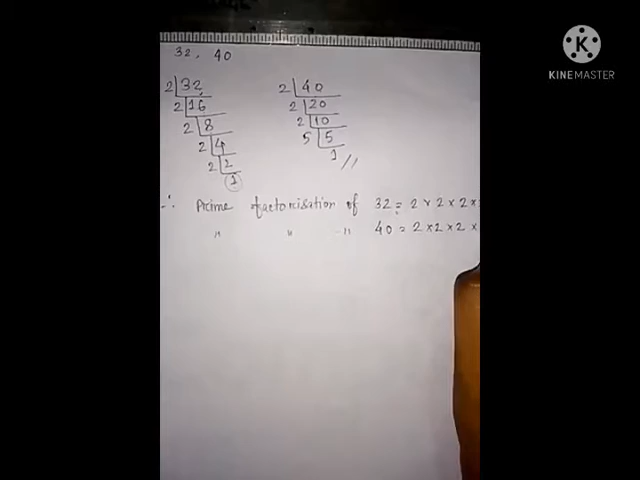 32, 40
2 | 32
2 | 16
2 | 8
2 | 4
2 | 2
1
2 | 40
2 | 20
2 | 10
5 | 5
1 //
∴ Prime factorisation of 32 = 2 × 2 × 2 ×
" " " 40 = 2 × 2 × 2 ×
KINEMASTER